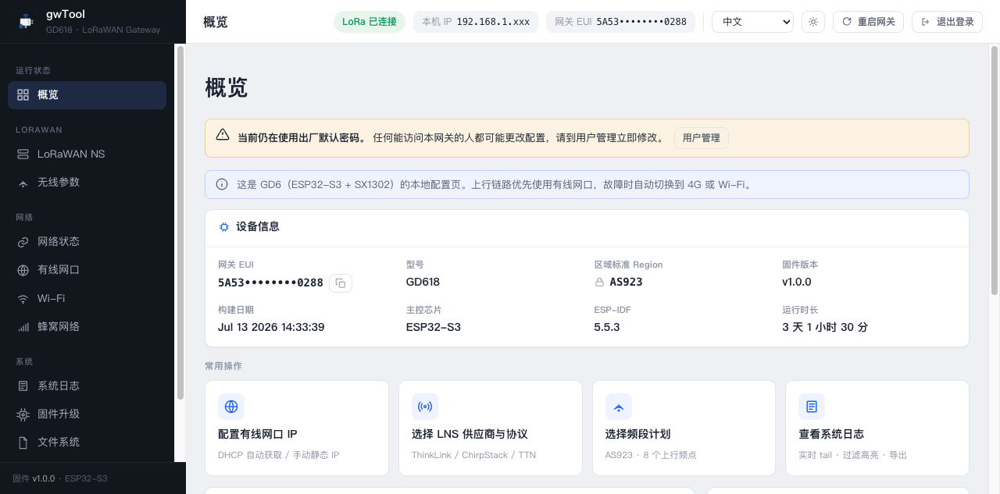 gwTool
GD618 · LoRaWAN Gateway
概览
LoRa 已连接
本机 IP 192.168.1.xxx
网关 EUI 5A53••••••••0288
中文
重启网关
退出登录
运行状态
概览
LORAWAN
LoRaWAN NS
无线参数
网络
网络状态
有线网口
Wi-Fi
蜂窝网络
系统
系统日志
固件升级
文件系统
固件 v1.0.0 · ESP32-S3
概览
当前仍在使用出厂默认密码。 任何能访问本网关的人都可能更改配置，请到用户管理立即修改。 用户管理
这是 GD6（ESP32-S3 + SX1302）的本地配置页。上行链路优先使用有线网口，故障时自动切换到 4G 或 Wi-Fi。
设备信息
网关 EUI
5A53••••••••0288
型号
GD618
区域标准 Region
AS923
固件版本
v1.0.0
构建日期
Jul 13 2026 14:33:39
主控芯片
ESP32-S3
ESP-IDF
5.5.3
运行时长
3 天 1 小时 30 分
常用操作
配置有线网口 IP
DHCP 自动获取 / 手动静态 IP
选择 LNS 供应商与协议
ThinkLink / ChirpStack / TTN
选择频段计划
AS923 · 8 个上行频点
查看系统日志
实时 tail · 过滤高亮 · 导出